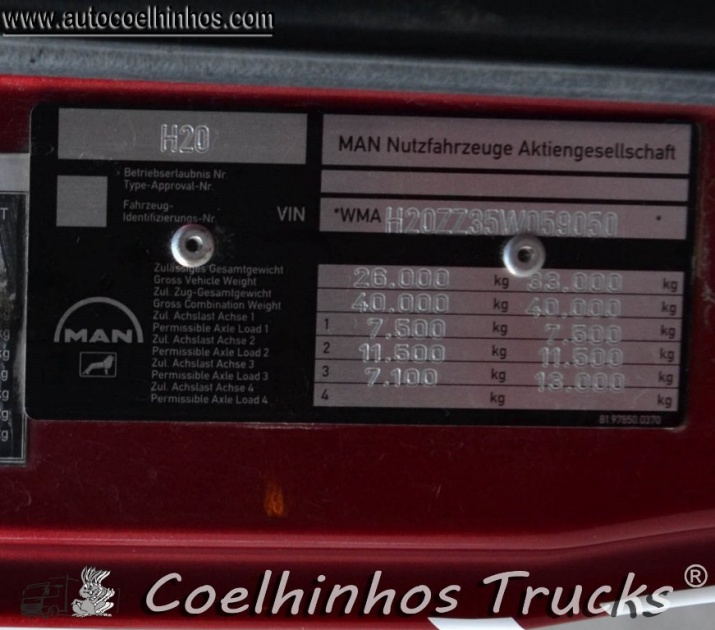 www.autocoelhinhos.com
H20
MAN Nutzfahrzeuge Aktiengesellschaft
Betriebserlaubnis Nr
Type-Approval-Nr.
Fahrzeug-
Identifizierungs-Nr.
VIN *WMA H20ZZ35W059050 *
Zulässiges Gesamtgewicht
Gross Vehicle Weight
26.000 kg 33.000 kg
Zul. Zug-Gesamtgewicht
Gross Combination Weight
40.000 kg 40.000 kg
Zul. Achslast Achse 1
Permissible Axle Load 1
1 7.500 kg 7.500 kg
Zul. Achslast Achse 2
Permissible Axle Load 2
2 11.500 kg 11.500 kg
Zul. Achslast Achse 3
Permissible Axle Load 3
3 7.100 kg 13.000 kg
Zul. Achslast Achse 4
Permissible Axle Load 4
4 kg kg
MAN
81.97850.0370
Coelhinhos Trucks®